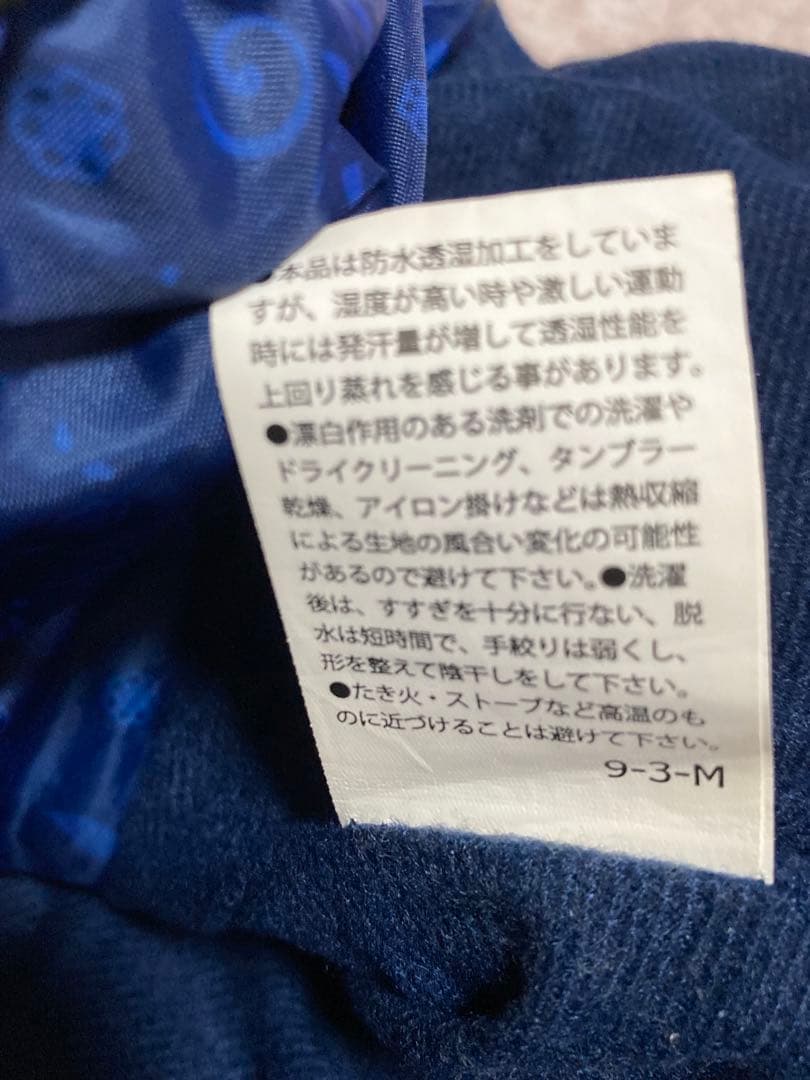 ●本品は防水透湿加工をしていま
すが、湿度が高い時や激しい運動
時には発汗量が増して透湿性能を
上回り蒸れを感じる事があります。
●漂白作用のある洗剤での洗濯や
ドライクリーニング、タンブラー
乾燥、アイロン掛けなどは熱収縮
による生地の風合い変化の可能性
があるので避けて下さい。●洗濯
後は、すすぎを十分に行ない、脱
水は短時間で、手絞りは弱くし、
形を整えて陰干しをして下さい。
●たき火・ストーブなど高温のも
のに近づけることは避けて下さい。
9-3-M